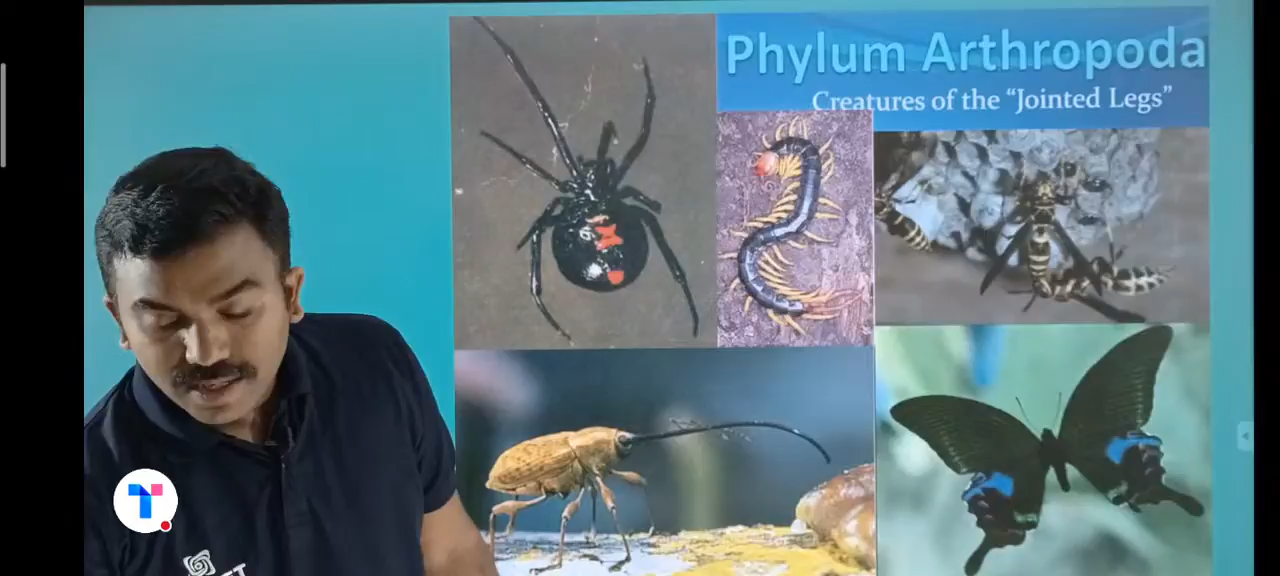 Phylum Arthropoda
Creatures of the "Jointed Legs"